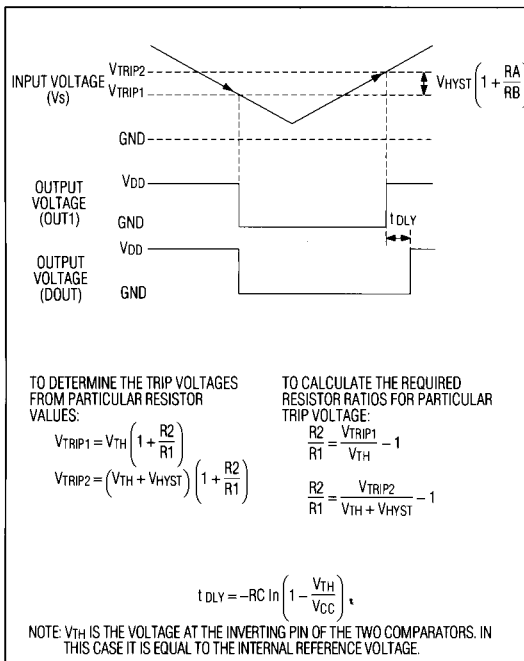 VTRIP2
INPUT VOLTAGE
(VS)
VTRIP1
VHYST(1 + RA/RB)
GND
OUTPUT
VOLTAGE
(OUT1)
VDD
GND
tDLY
OUTPUT
VOLTAGE
(DOUT)
VDD
GND
TO DETERMINE THE TRIP VOLTAGES
FROM PARTICULAR RESISTOR
VALUES:
VTRIP1 = VTH (1 + R2/R1)
VTRIP2 = (VTH + VHYST) (1 + R2/R1)
TO CALCULATE THE REQUIRED
RESISTOR RATIOS FOR PARTICULAR
TRIP VOLTAGE:
R2/R1 = VTRIP1/VTH − 1
R2/R1 = VTRIP2/VTH + VHYST − 1
tDLY = −RC ln (1 − VTH/VCC)
NOTE: VTH IS THE VOLTAGE AT THE INVERTING PIN OF THE TWO COMPARATORS. IN
THIS CASE IT IS EQUAL TO THE INTERNAL REFERENCE VOLTAGE.